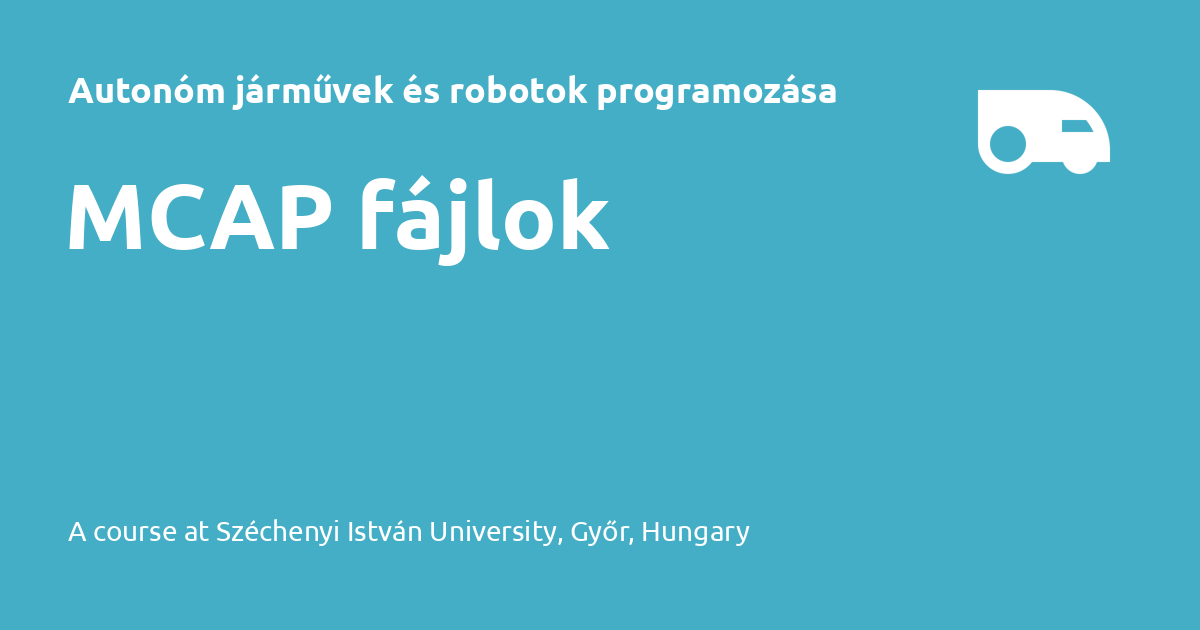 Autonóm járművek és robotok programozása
MCAP fájlok
A course at Széchenyi István University, Győr, Hungary